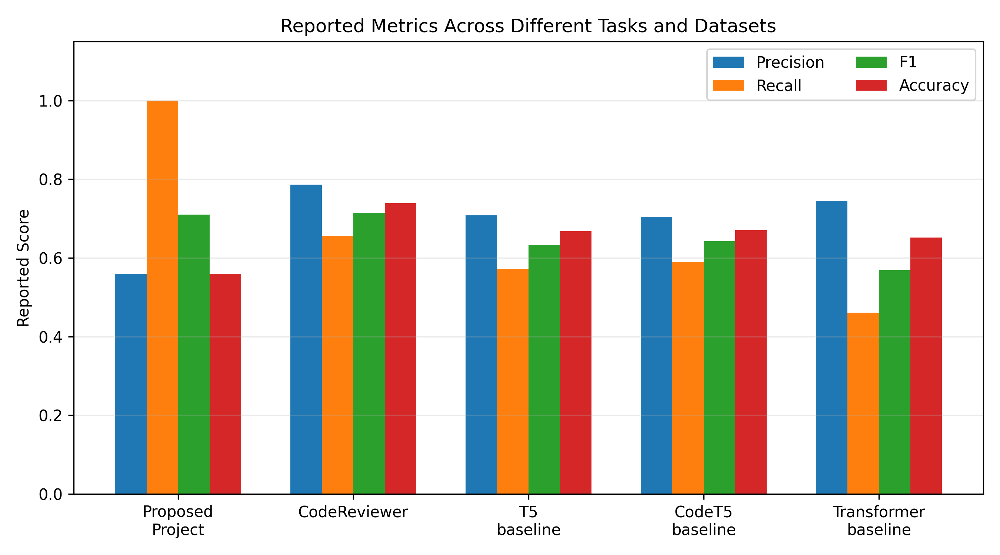 Reported Metrics Across Different Tasks and Datasets
Precision
Recall
F1
Accuracy
Reported Score
1.0
0.8
0.6
0.4
0.2
0.0
Proposed
Project
CodeReviewer
T5
baseline
CodeT5
baseline
Transformer
baseline